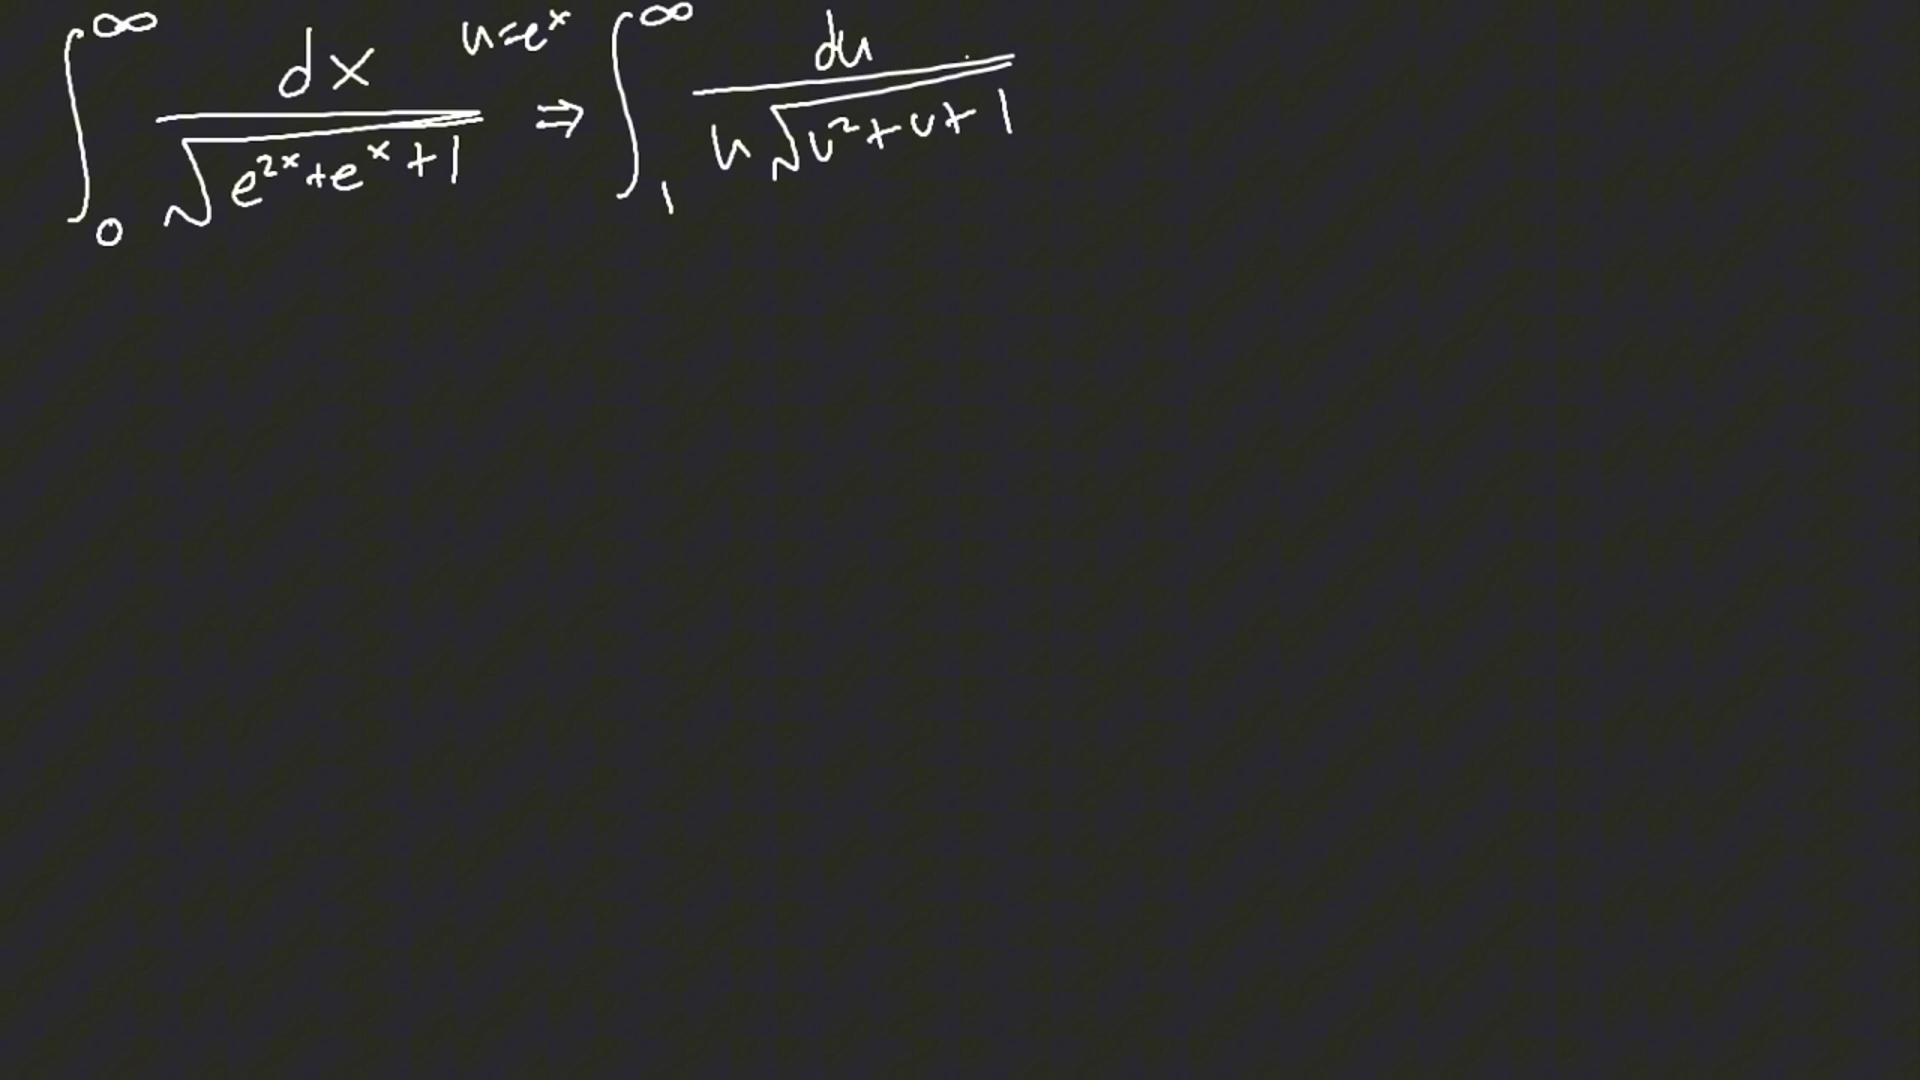 ∫₀^∞ dx / √(e^{2x}+e^x+1) u=e^x ⇒ ∫₁^∞ du / (u√(u²+u+1))